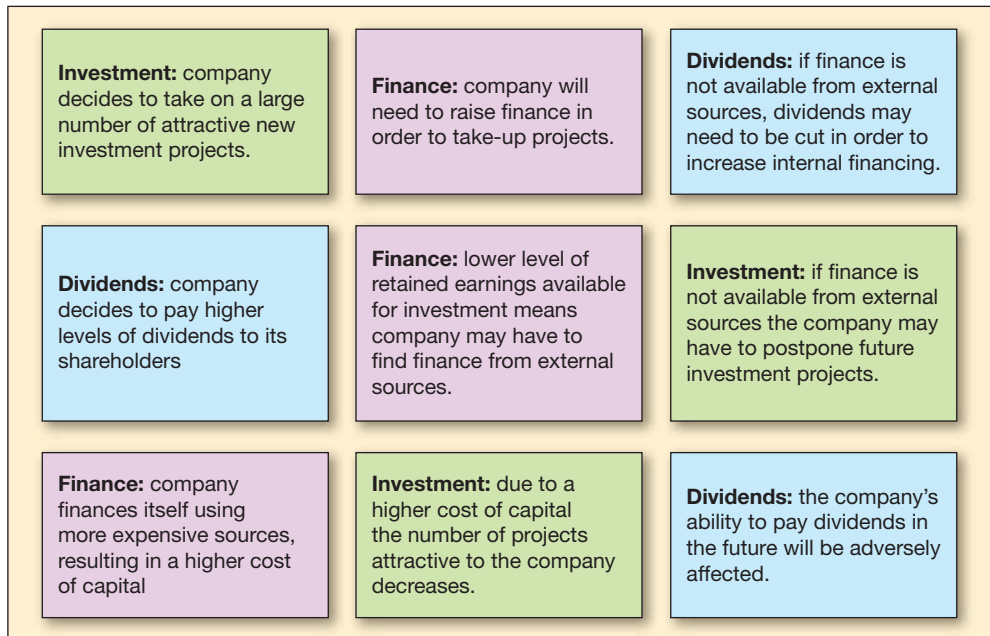 Investment: company
decides to take on a large
number of attractive new
investment projects.
Finance: company will
need to raise finance in
order to take-up projects.
Dividends: if finance is
not available from external
sources, dividends may
need to be cut in order to
increase internal financing.
Dividends: company
decides to pay higher
levels of dividends to its
shareholders
Finance: lower level of
retained earnings available
for investment means
company may have to
find finance from external
sources.
Investment: if finance is
not available from external
sources the company may
have to postpone future
investment projects.
Finance: company
finances itself using
more expensive sources,
resulting in a higher cost
of capital
Investment: due to a
higher cost of capital
the number of projects
attractive to the company
decreases.
Dividends: the company's
ability to pay dividends in
the future will be adversely
affected.